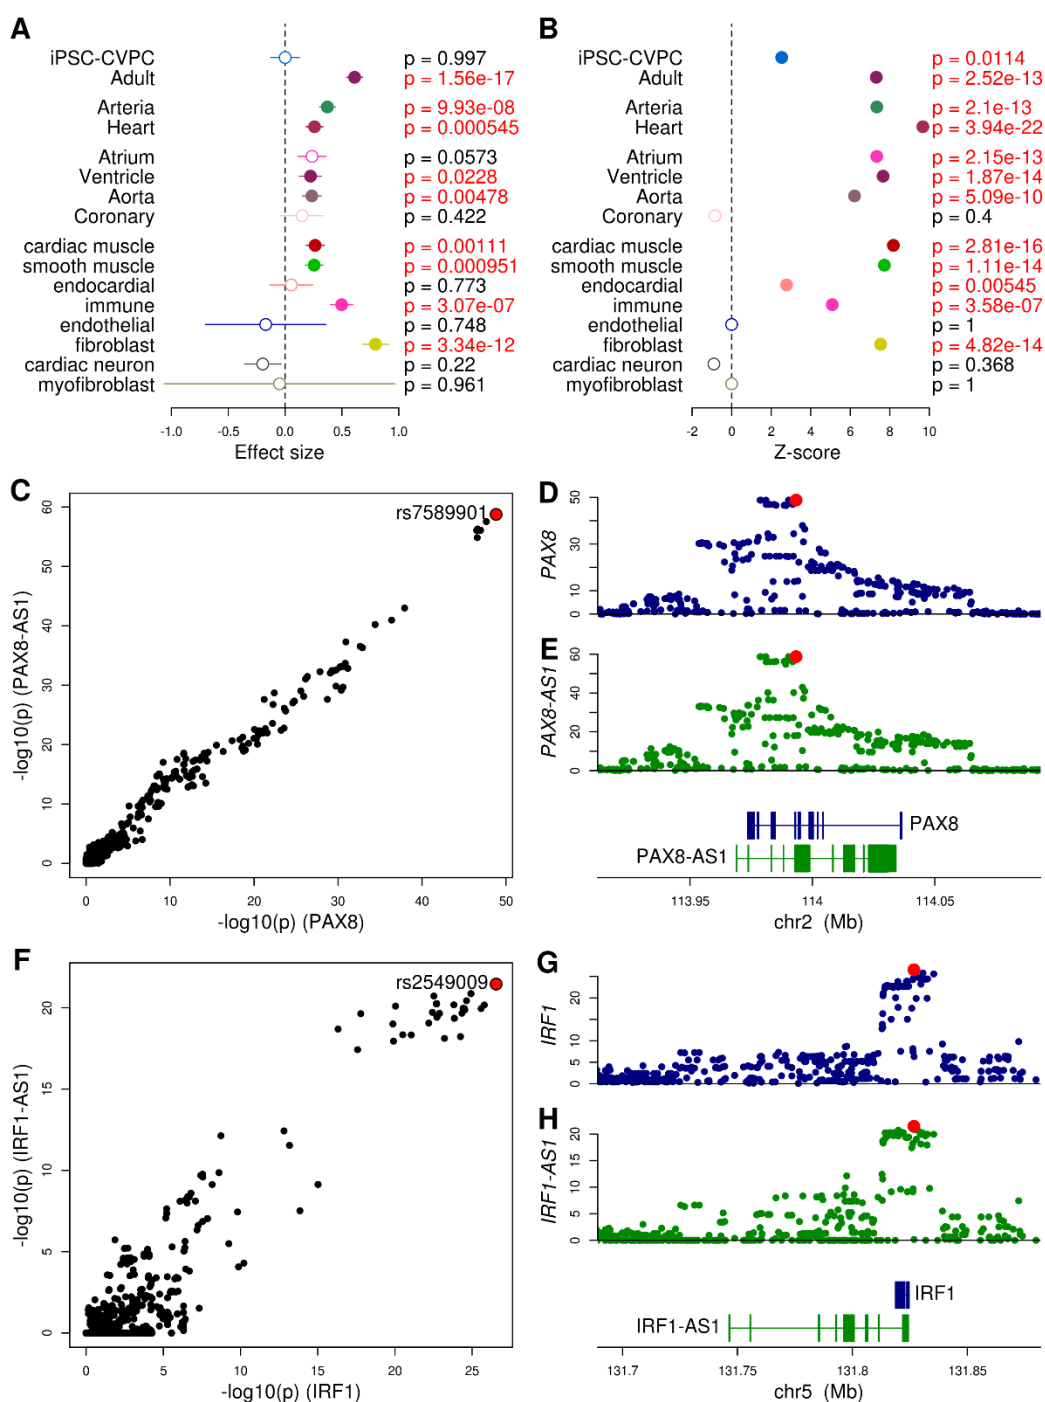 A
iPSC-CVPC p = 0.997
Adult p = 1.56e-17
Arteria p = 9.93e-08
Heart p = 0.000545
Atrium p = 0.0573
Ventricle p = 0.0228
Aorta p = 0.00478
Coronary p = 0.422
cardiac muscle p = 0.00111
smooth muscle p = 0.000951
endocardial p = 0.773
immune p = 3.07e-07
endothelial p = 0.748
fibroblast p = 3.34e-12
cardiac neuron p = 0.22
myofibroblast p = 0.961
-1.0 -0.5 0.0 0.5 1.0
Effect size
B
iPSC-CVPC p = 0.0114
Adult p = 2.52e-13
Arteria p = 2.1e-13
Heart p = 3.94e-22
Atrium p = 2.15e-13
Ventricle p = 1.87e-14
Aorta p = 5.09e-10
Coronary p = 0.4
cardiac muscle p = 2.81e-16
smooth muscle p = 1.11e-14
endocardial p = 0.00545
immune p = 3.58e-07
endothelial p = 1
fibroblast p = 4.82e-14
cardiac neuron p = 0.368
myofibroblast p = 1
-2 0 2 4 6 8 10
Z-score
C
rs7589901
-log10(p) (PAX8-AS1)
0 10 20 30 40 50 60
0 10 20 30 40 50
-log10(p) (PAX8)
D
PAX8
0 10 30 50
E
PAX8-AS1
0 20 40 60
PAX8
PAX8-AS1
113.95 114 114.05
chr2 (Mb)
F
rs2549009
-log10(p) (IRF1-AS1)
0 5 10 15 20
0 5 10 15 20 25
-log10(p) (IRF1)
G
IRF1
0 5 10 20
H
IRF1-AS1
0 5 10 15 20
IRF1
IRF1-AS1
131.7 131.75 131.8 131.85
chr5 (Mb)